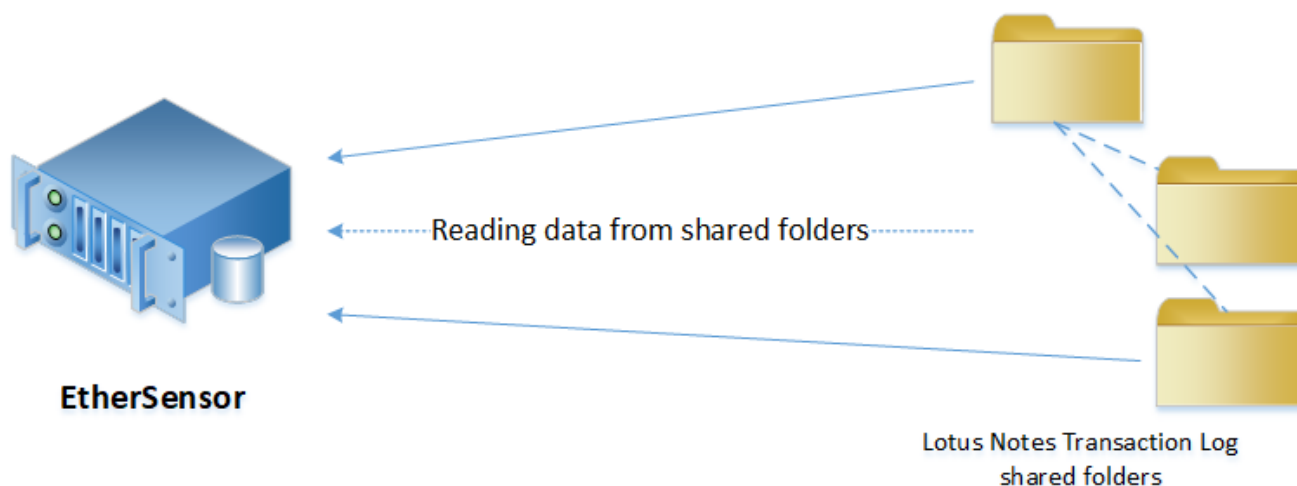 Reading data from shared folders
EtherSensor
Lotus Notes Transaction Log
shared folders